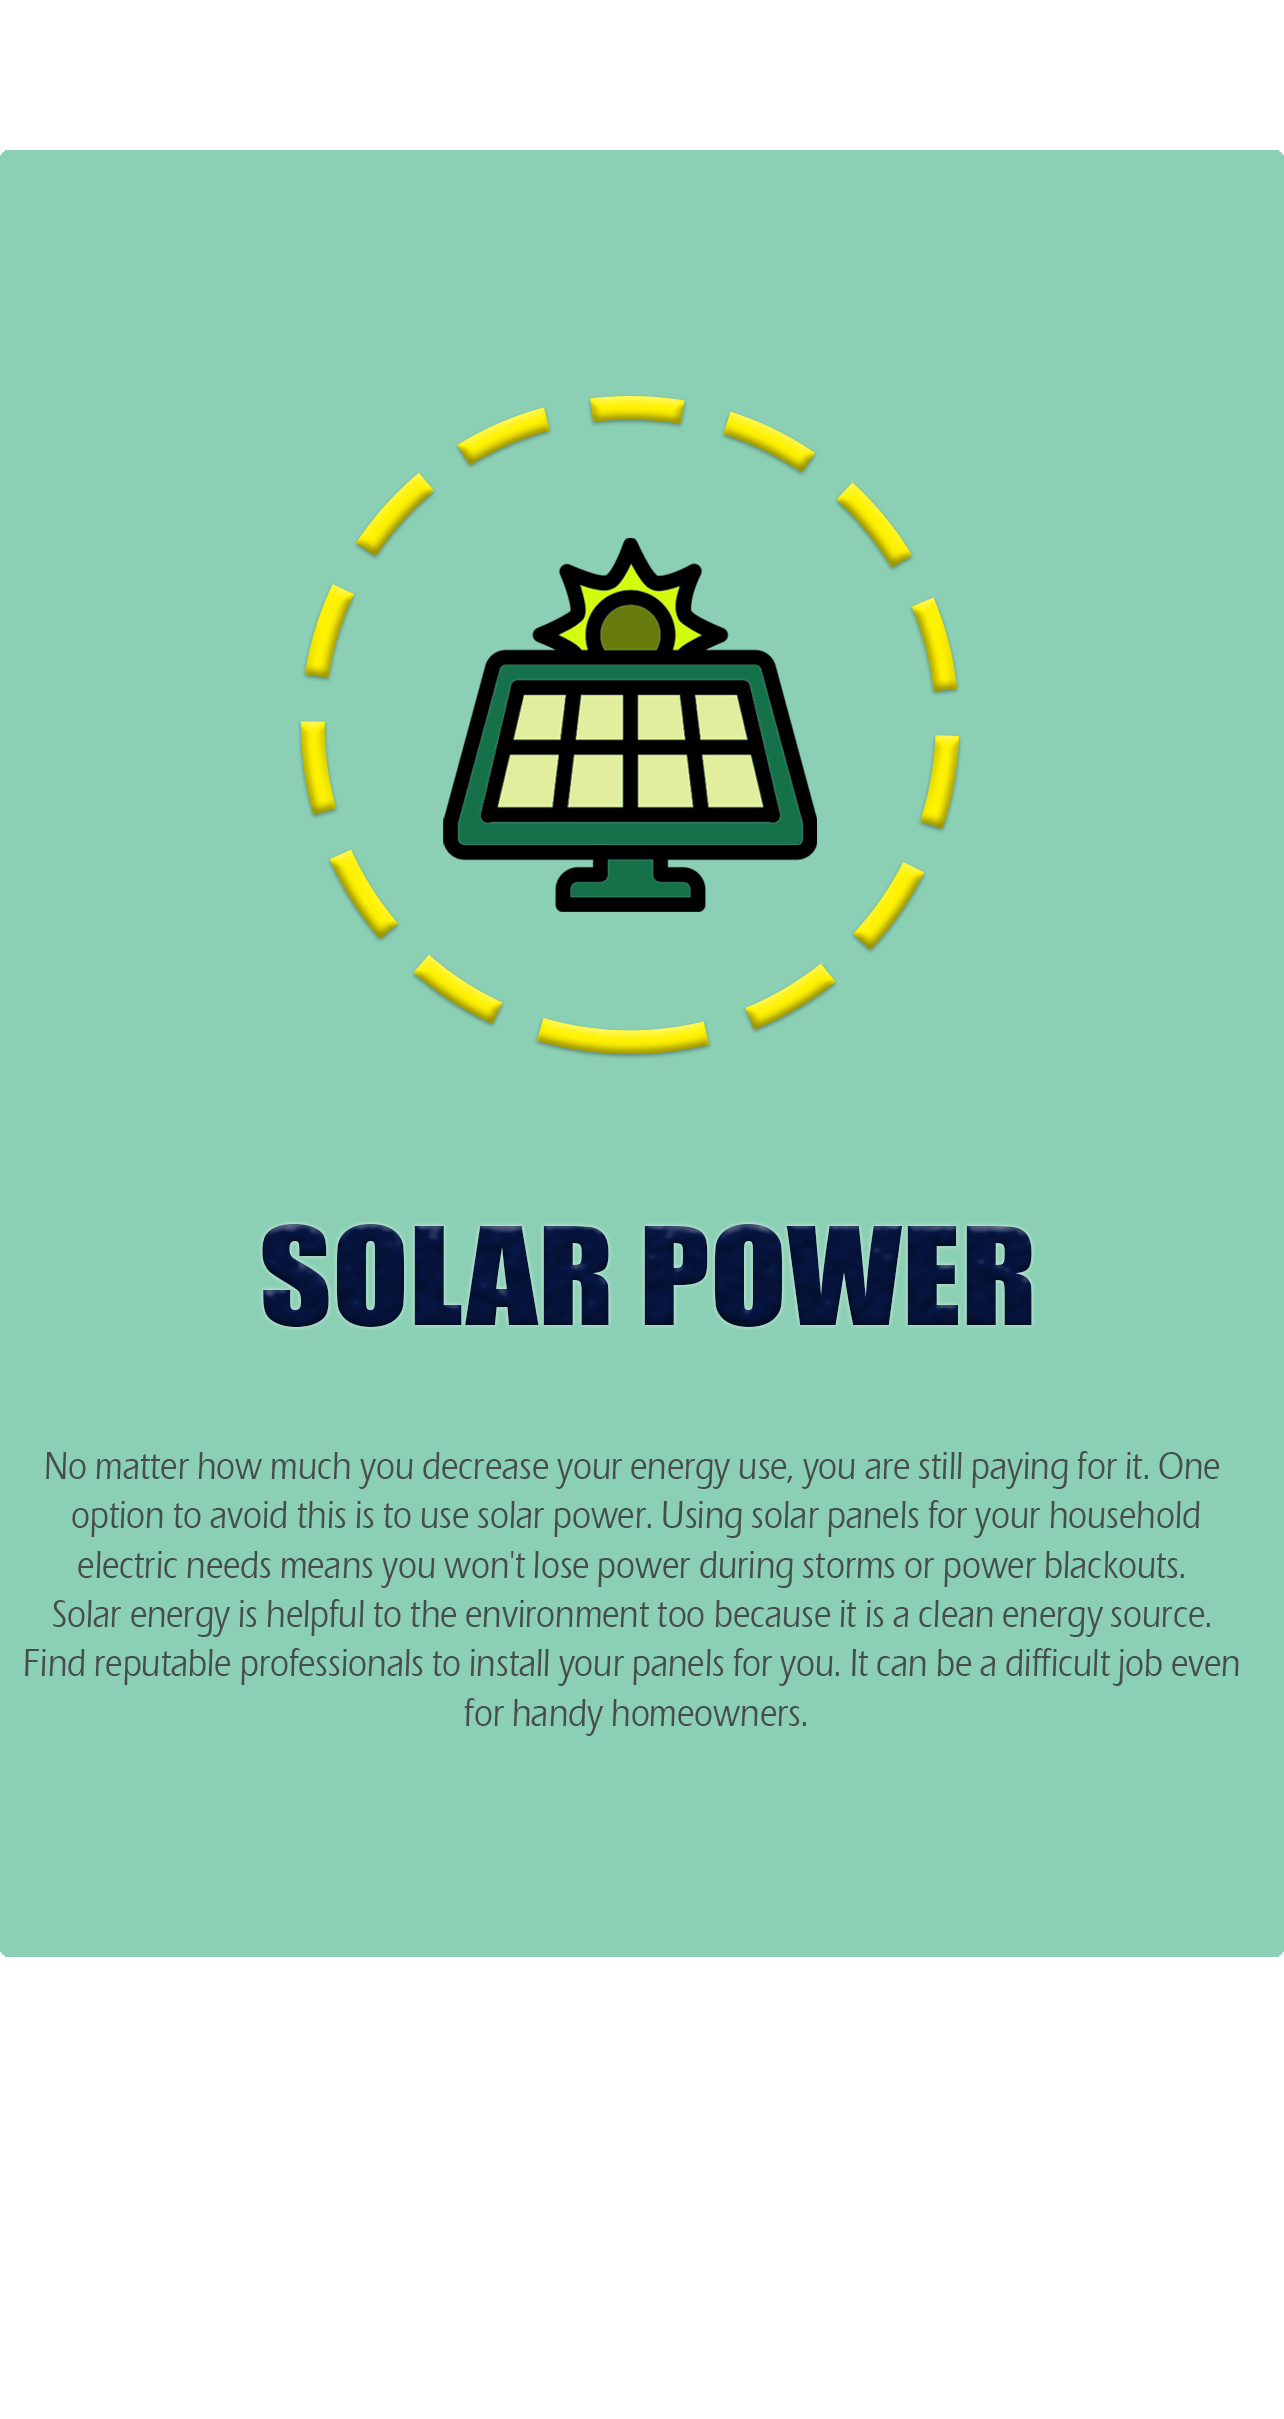 SOLAR POWER
No matter how much you decrease your energy use, you are still paying for it. One
option to avoid this is to use solar power. Using solar panels for your household
electric needs means you won't lose power during storms or power blackouts.
Solar energy is helpful to the environment too because it is a clean energy source.
Find reputable professionals to install your panels for you. It can be a difficult job even
for handy homeowners.